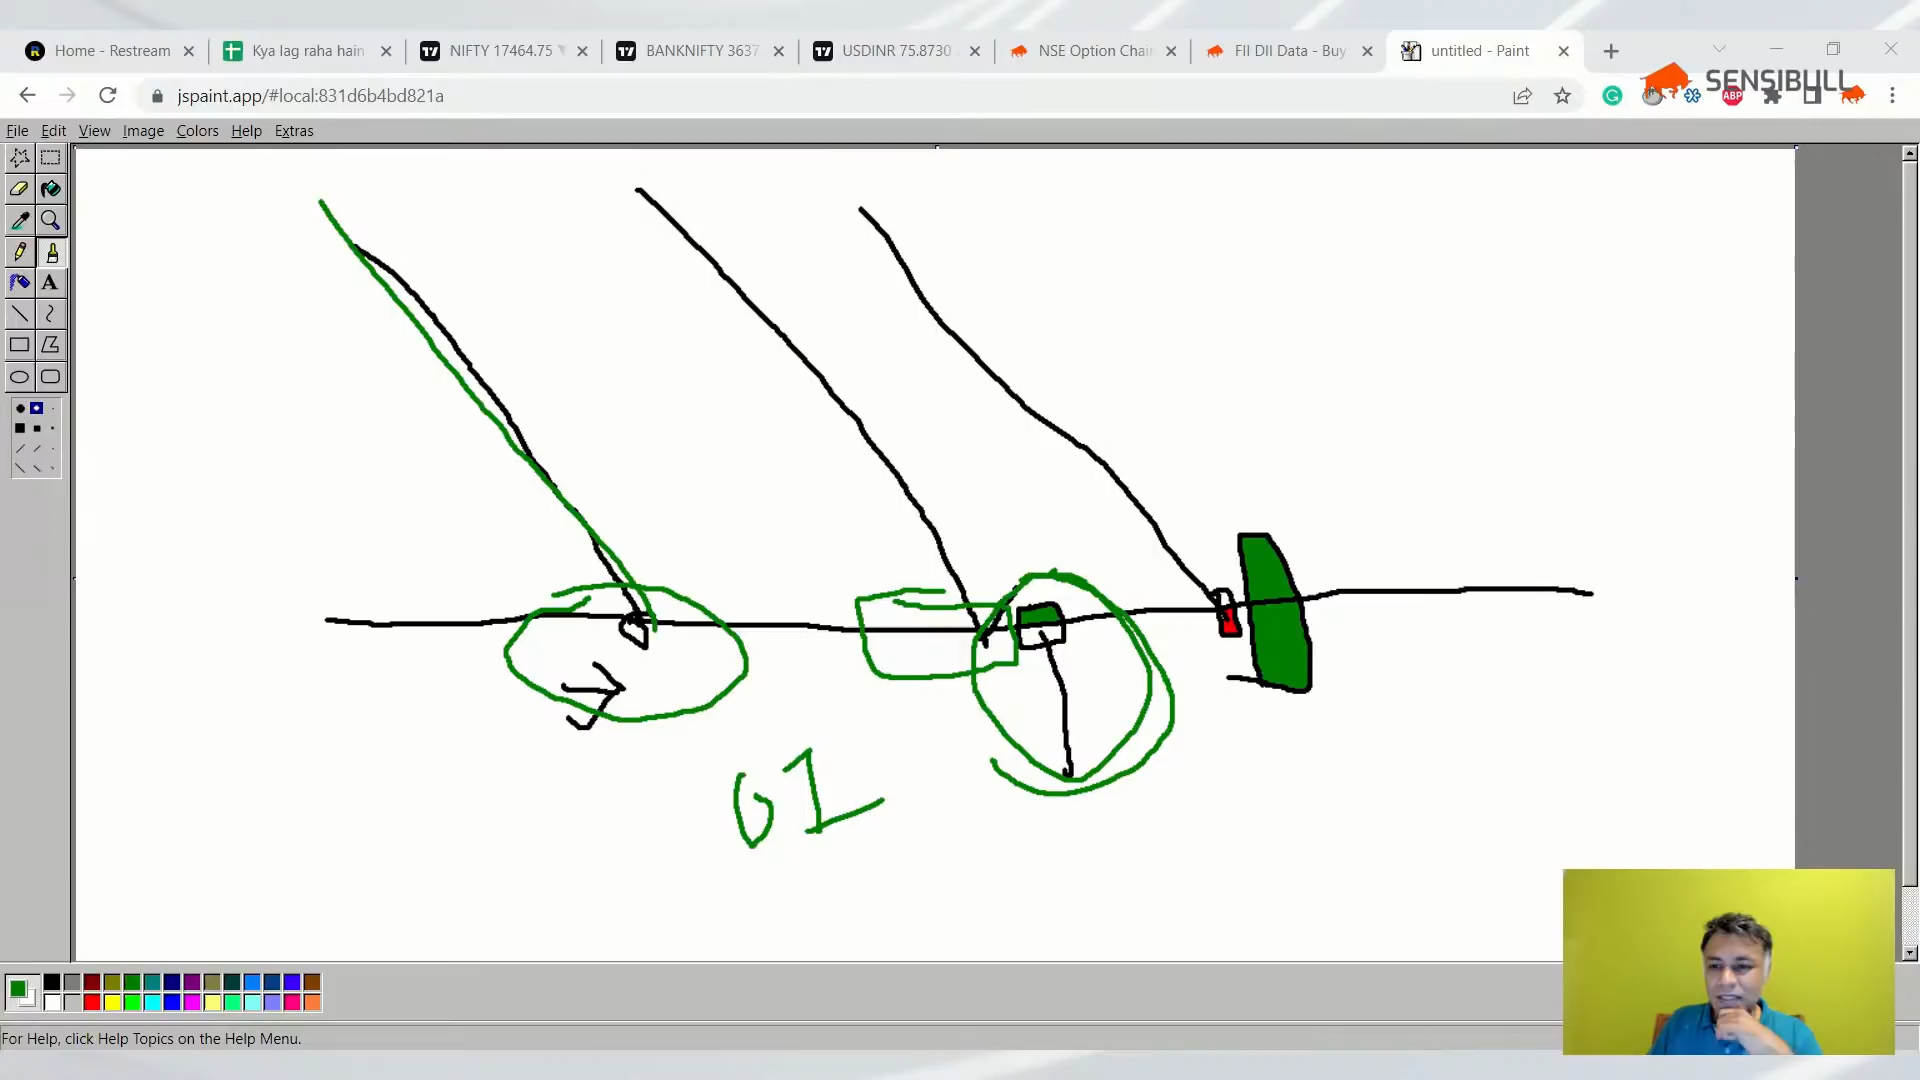 Home - Restream
Kya lag raha hain
NIFTY 17464.75
BANKNIFTY 3637
USDINR 75.8730
NSE Option Chai
FII DII Data - Buy
untitled - Paint
jspaint.app/#local:831d6b4bd821a
SENSIBULL
ABP
File Edit View Image Colors Help Extras
A
OI
For Help, click Help Topics on the Help Menu.